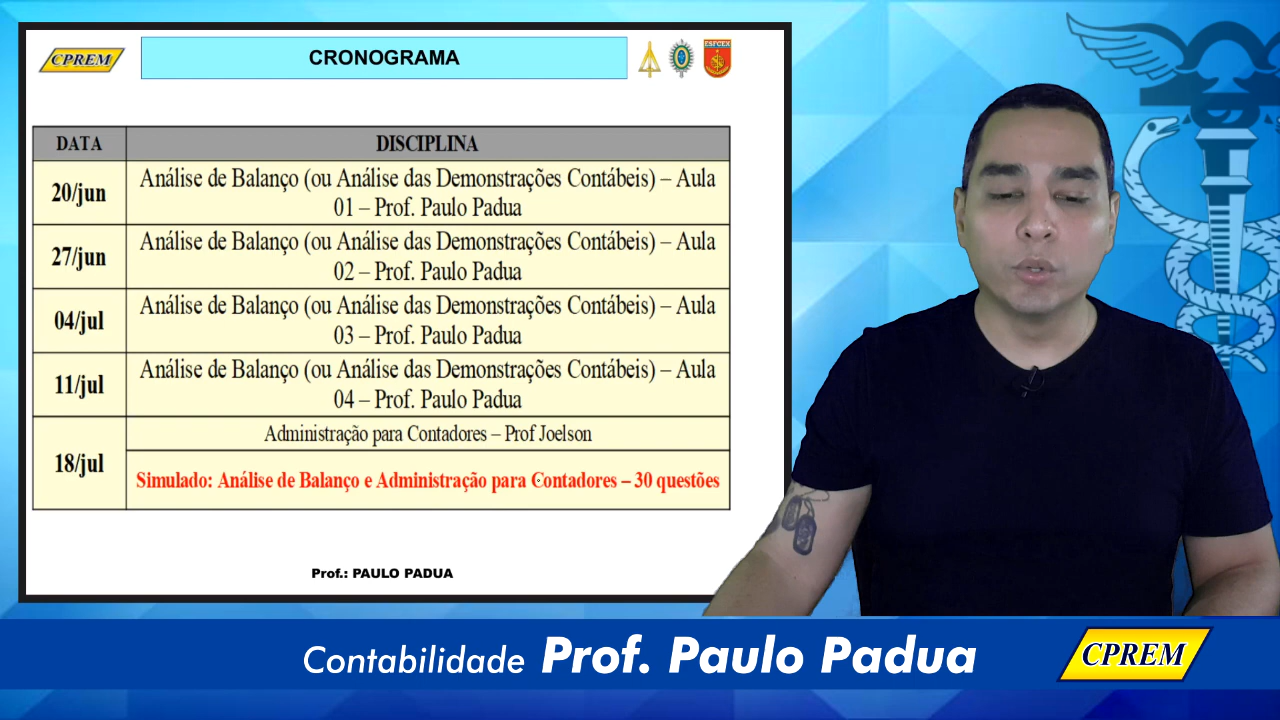 CPREM
CRONOGRAMA
ESFCEX
DATA
DISCIPLINA
20/jun
Análise de Balanço (ou Análise das Demonstrações Contábeis) – Aula
01 – Prof. Paulo Padua
27/jun
Análise de Balanço (ou Análise das Demonstrações Contábeis) – Aula
02 – Prof. Paulo Padua
04/jul
Análise de Balanço (ou Análise das Demonstrações Contábeis) – Aula
03 – Prof. Paulo Padua
11/jul
Análise de Balanço (ou Análise das Demonstrações Contábeis) – Aula
04 – Prof. Paulo Padua
18/jul
Administração para Contadores – Prof Joelson
Simulado: Análise de Balanço e Administração para Contadores – 30 questões
Prof.: PAULO PADUA
Contabilidade Prof. Paulo Padua
CPREM